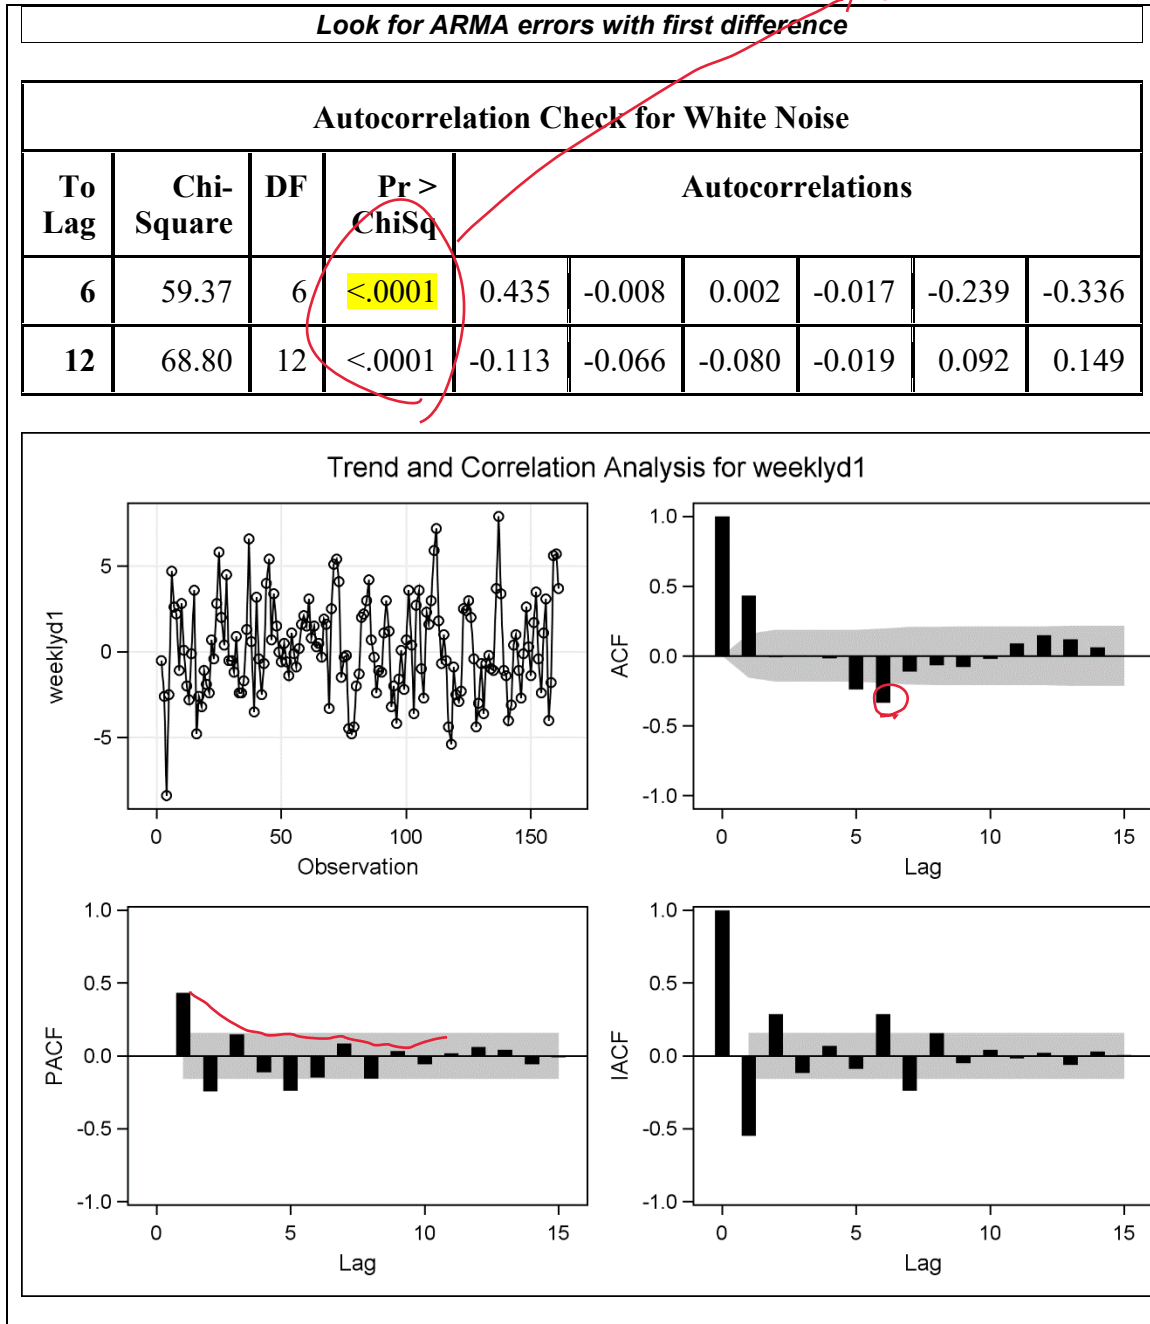 Look for ARMA errors with first difference
Autocorrelation Check for White Noise
To Lag Chi-Square DF Pr > ChiSq Autocorrelations
6 59.37 6 <.0001 0.435 -0.008 0.002 -0.017 -0.239 -0.336
12 68.80 12 <.0001 -0.113 -0.066 -0.080 -0.019 0.092 0.149
Trend and Correlation Analysis for weeklyd1
weeklyd1
5
0
-5
0 50 100 150
Observation
ACF
1.0
0.5
0.0
-0.5
-1.0
0 5 10 15
Lag
PACF
1.0
0.5
0.0
-0.5
-1.0
0 5 10 15
Lag
IACF
1.0
0.5
0.0
-0.5
-1.0
0 5 10 15
Lag